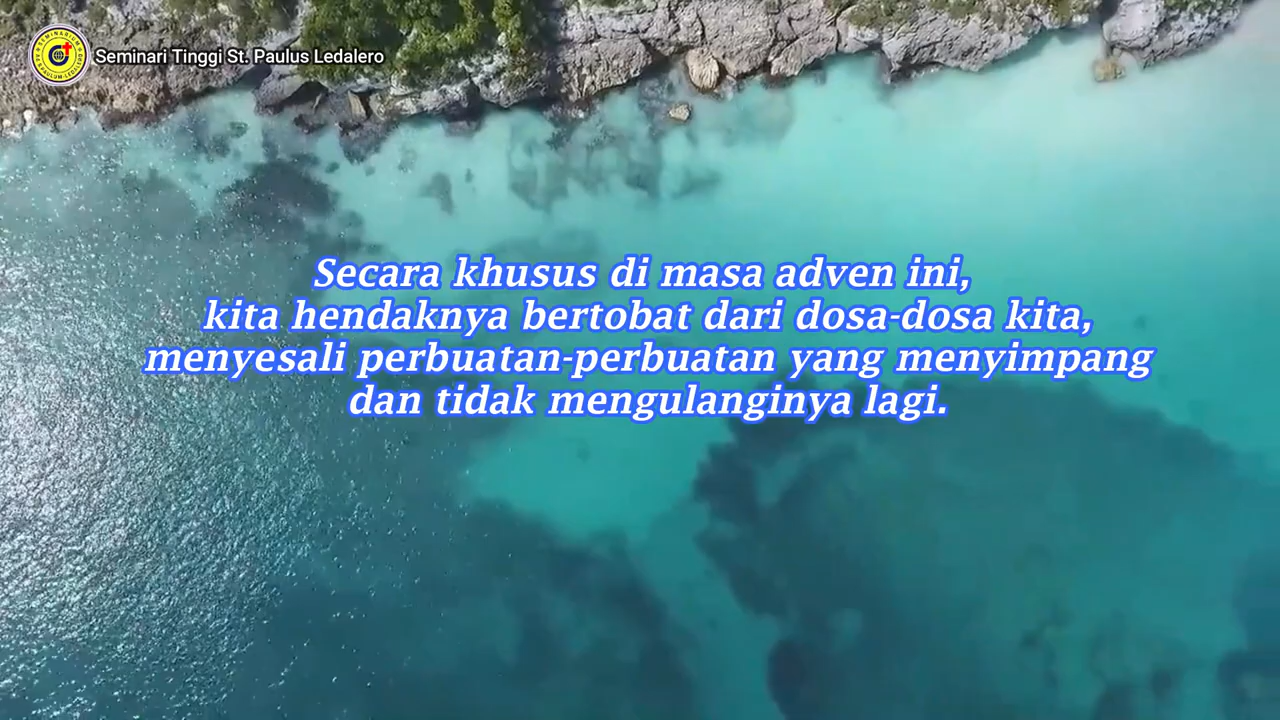 Seminari Tinggi St. Paulus Ledalero
Secara khusus di masa adven ini,
kita hendaknya bertobat dari dosa-dosa kita,
menyesali perbuatan-perbuatan yang menyimpang
dan tidak mengulanginya lagi.